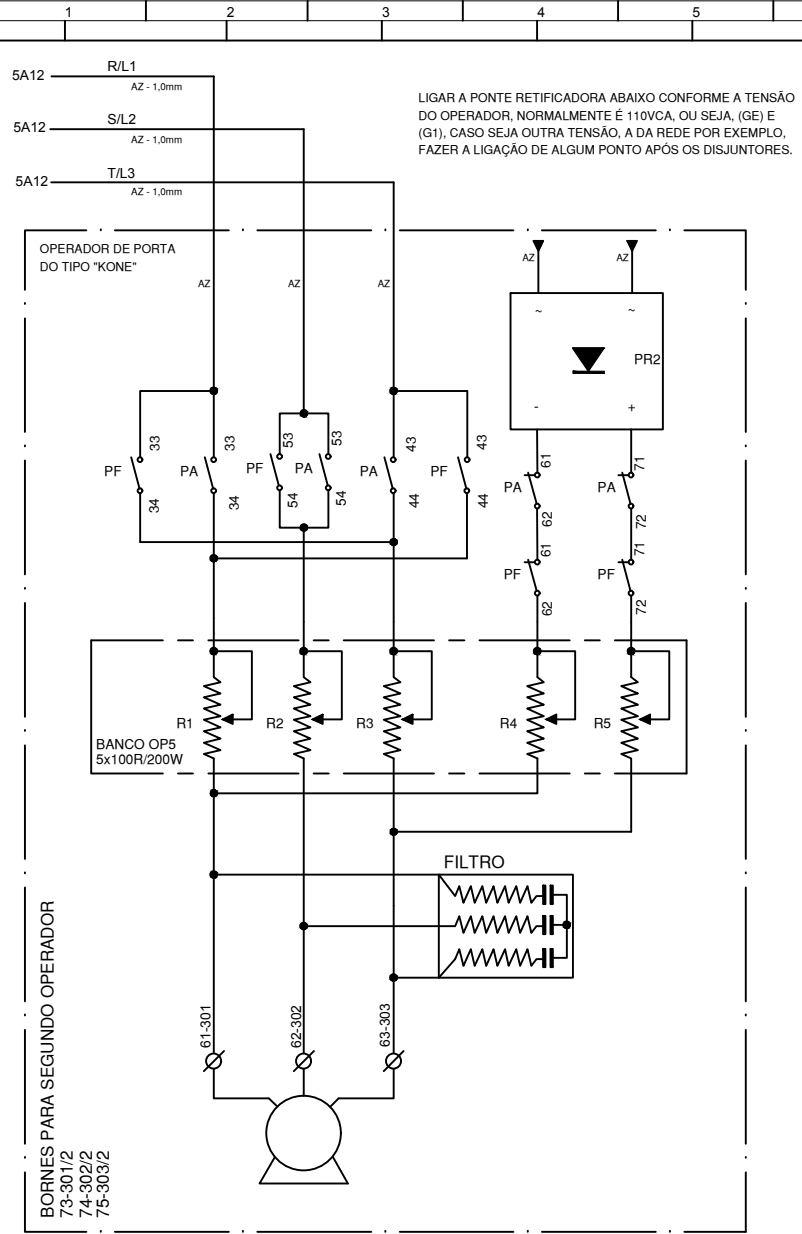 1 2 3 4 5
5A12 R/L1
AZ - 1,0mm
5A12 S/L2
AZ - 1,0mm
5A12 T/L3
AZ - 1,0mm
LIGAR A PONTE RETIFICADORA ABAIXO CONFORME A TENSÃO
DO OPERADOR, NORMALMENTE É 110VCA, OU SEJA, (GE) E
(G1), CASO SEJA OUTRA TENSÃO, A DA REDE POR EXEMPLO,
FAZER A LIGAÇÃO DE ALGUM PONTO APÓS OS DISJUNTORES.
OPERADOR DE PORTA
DO TIPO "KONE"
AZ AZ AZ AZ AZ
~ ~
PR2
- +
33 33 53 53 43 43
PF PA PF PA PA PF
34 34 54 54 44 44
61 71
PA PA
62 72
61 71
PF PF
62 72
R1 R2 R3 R4 R5
BANCO OP5
5x100R/200W
FILTRO
61-301 62-302 63-303
BORNES PARA SEGUNDO OPERADOR
73-301/2
74-302/2
75-303/2